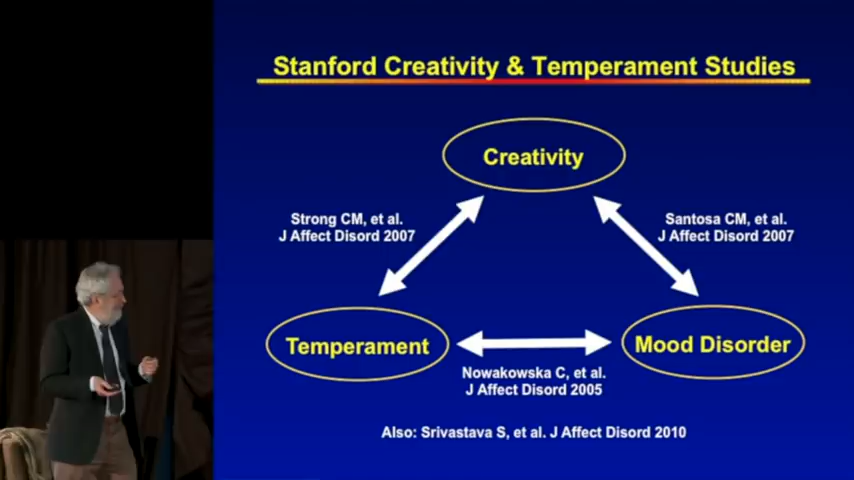 Stanford Creativity & Temperament Studies
Creativity
Strong CM, et al.
J Affect Disord 2007
Santosa CM, et al.
J Affect Disord 2007
Temperament
Mood Disorder
Nowakowska C, et al.
J Affect Disord 2005
Also: Srivastava S, et al. J Affect Disord 2010